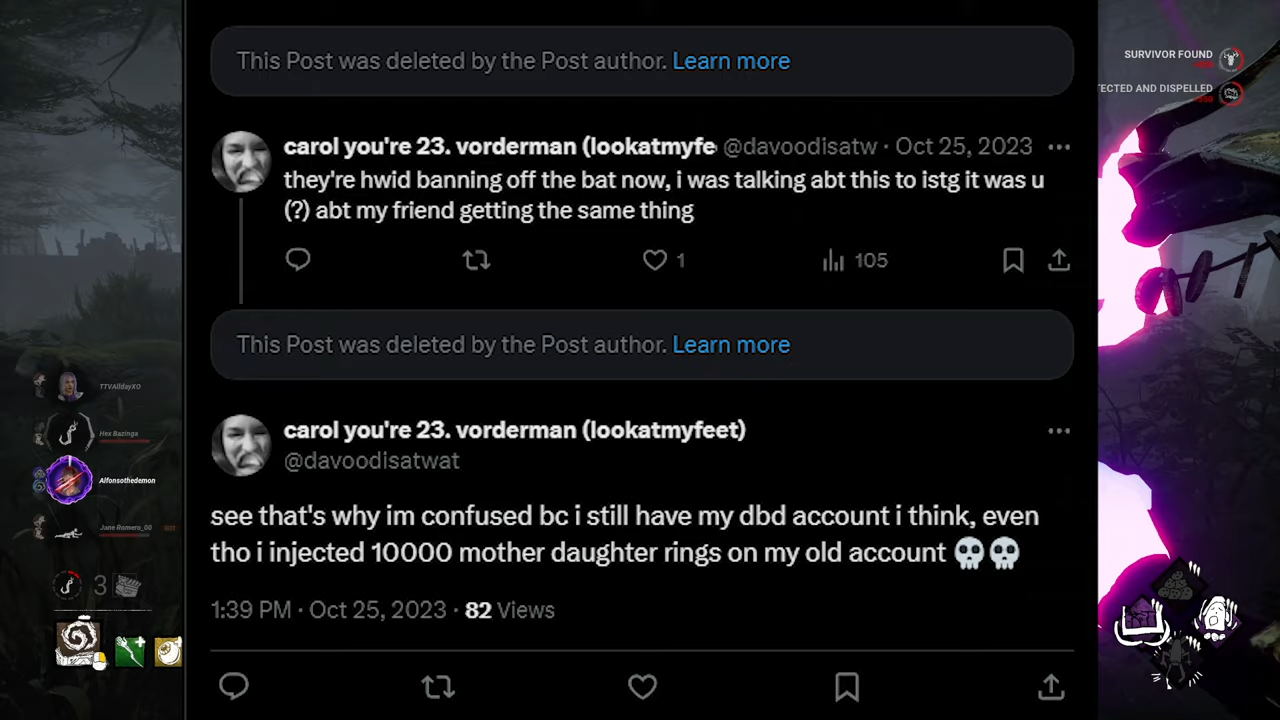 This Post was deleted by the Post author. Learn more
SURVIVOR FOUND
TECTED AND DISPELLED
carol you're 23. vorderman (lookatmyfe @davoodisatw · Oct 25, 2023
they're hwid banning off the bat now, i was talking abt this to istg it was u
(?) abt my friend getting the same thing
1 105
This Post was deleted by the Post author. Learn more
TTVAlldayXO
Hex Bazinga
Alfonsothedemon
Jane Romero_00
carol you're 23. vorderman (lookatmyfeet)
@davoodisatwat
see that's why im confused bc i still have my dbd account i think, even
tho i injected 10000 mother daughter rings on my old account 💀💀
3
1:39 PM · Oct 25, 2023 · 82 Views